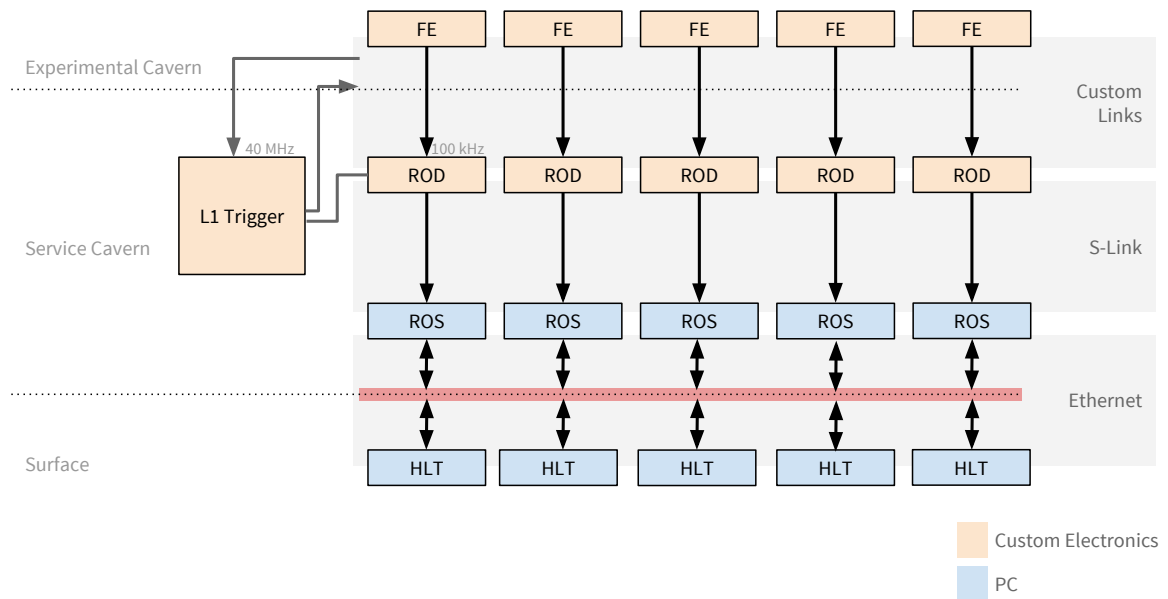 FE FE FE FE FE
Experimental Cavern
Custom
Links
40 MHz 100 kHz
ROD ROD ROD ROD ROD
L1 Trigger
Service Cavern
S-Link
ROS ROS ROS ROS ROS
Ethernet
Surface
HLT HLT HLT HLT HLT
Custom Electronics
PC